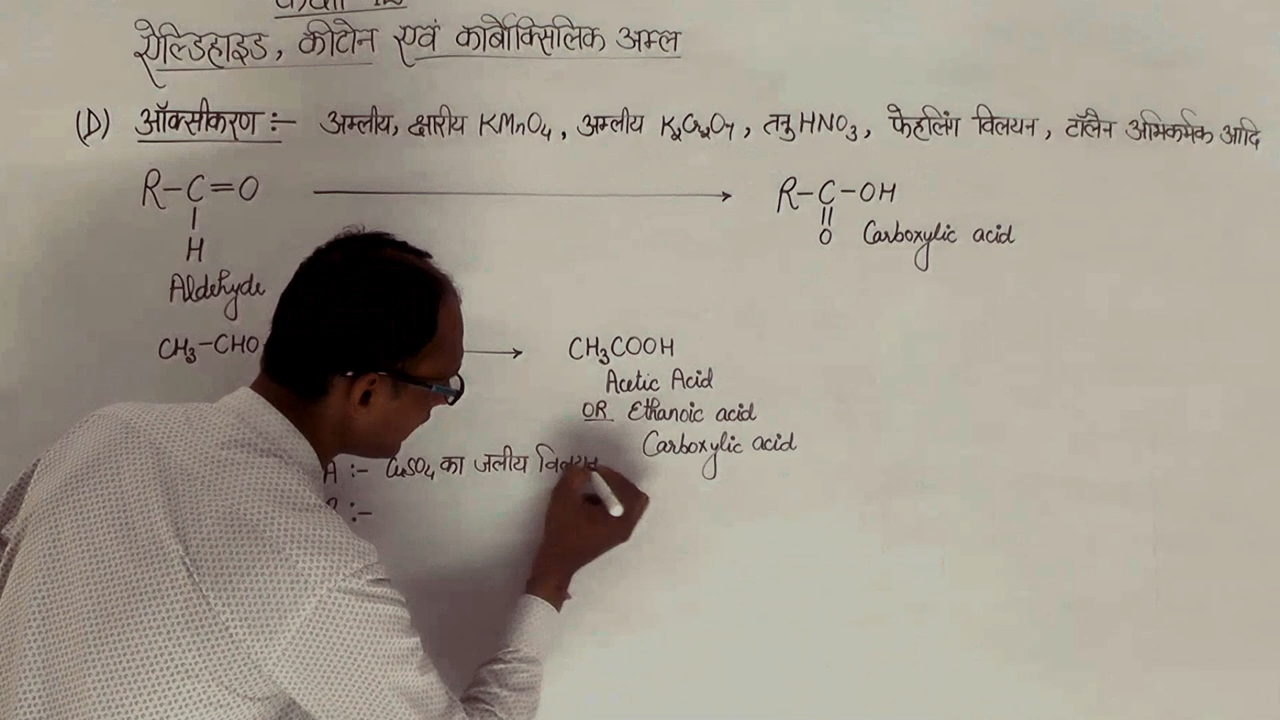 ऐल्डिहाइड, कीटोन एवं कार्बोक्सिलिक अम्ल
(D) ऑक्सीकरण :- अम्लीय, क्षारीय KMnO4, अम्लीय K2Cr2O7, तनु HNO3, फेहलिंग विलयन, टॉलेन अभिकर्मक आदि
R-C=O R-C-OH
H O Carboxylic acid
Aldehyde
CH3-CHO CH3COOH
Acetic Acid
OR Ethanoic acid
Carboxylic acid
A :- CuSO4 का जलीय विलयन
:-